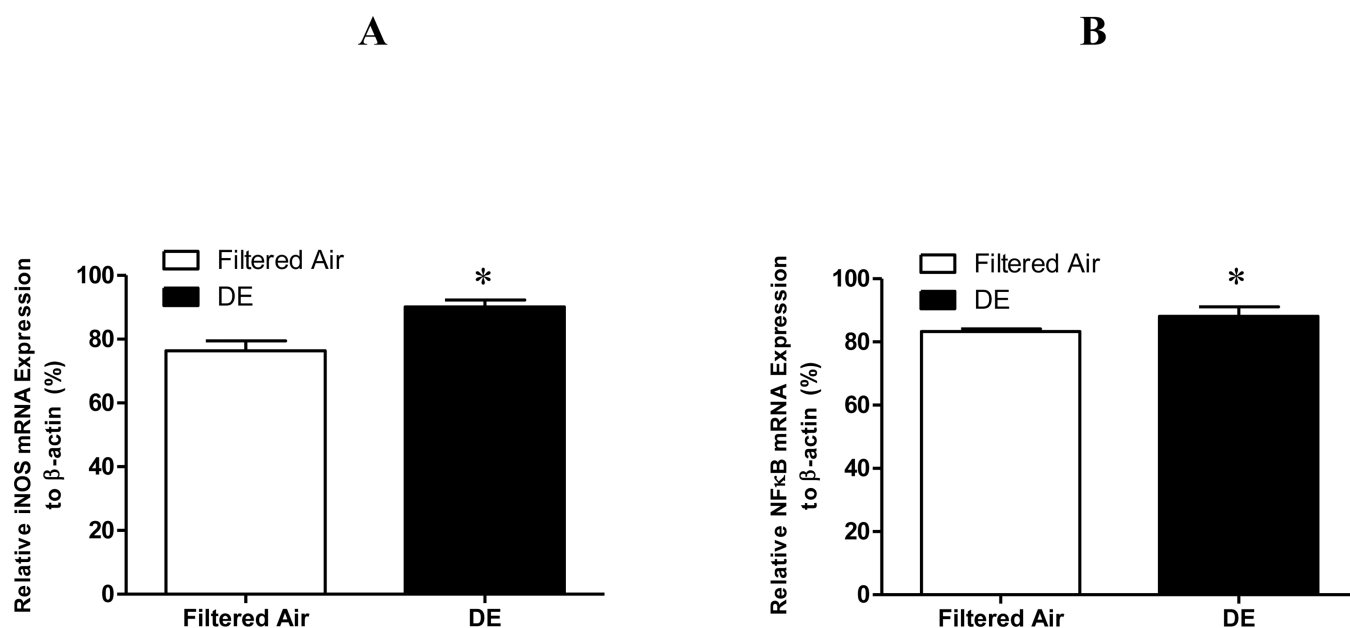 A
Relative iNOS mRNA Expression
to β-actin (%)
Filtered Air
DE
*
100
80
60
40
20
0
Filtered Air
DE
B
Relative NFκB mRNA Expression
to β-actin (%)
Filtered Air
DE
*
100
80
60
40
20
0
Filtered Air
DE